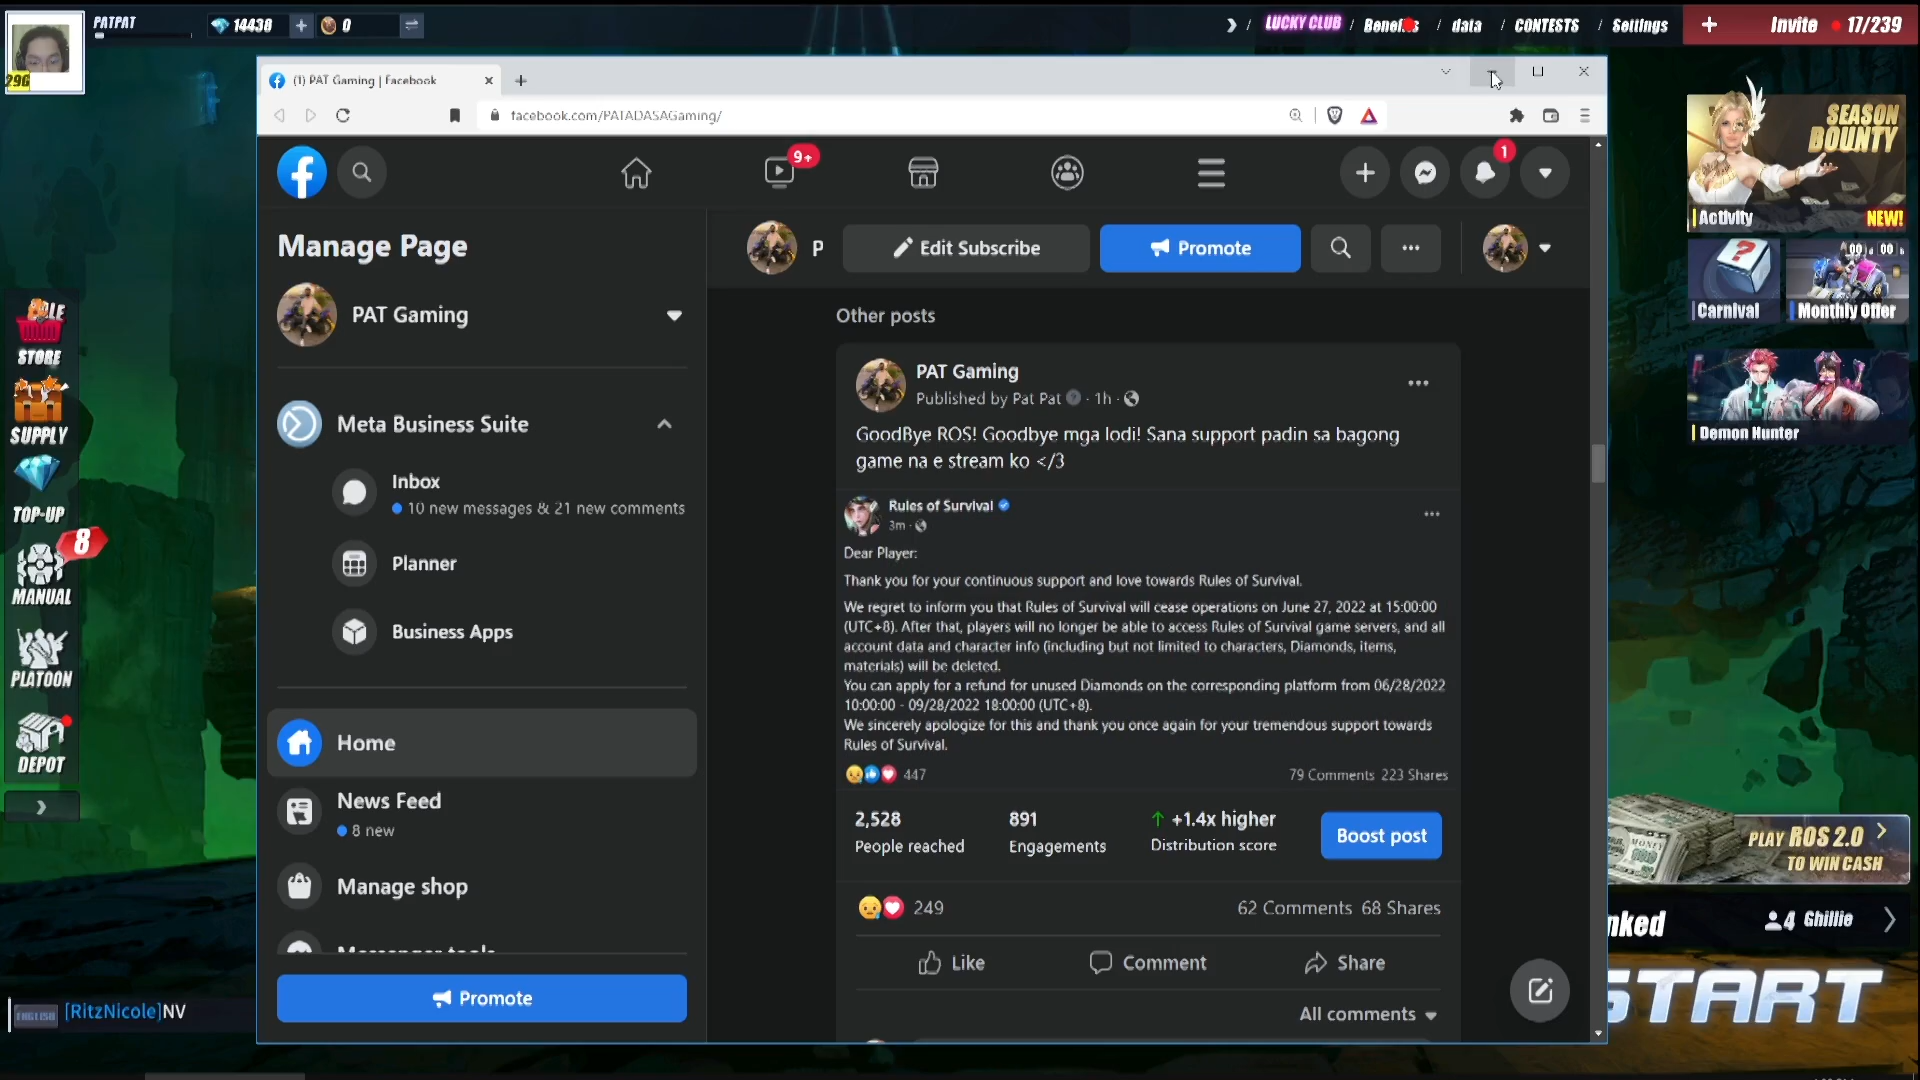 PATPAT
14430
0
LUCKY CLUB
Benefits
data
CONTESTS
Settings
Invite
17/239
296
(1) PAT Gaming | Facebook
facebook.com/PATADASAGaming/
9+
1
Manage Page
P
Edit Subscribe
Promote
PAT Gaming
Meta Business Suite
Inbox
10 new messages & 21 new comments
Planner
Business Apps
Home
News Feed
8 new
Manage shop
Messenger tools
Promote
Other posts
PAT Gaming
Published by Pat Pat · 1h ·
GoodBye ROS! Goodbye mga lodi! Sana support padin sa bagong
game na e stream ko </3
Rules of Survival
3m ·
Dear Player:
Thank you for your continuous support and love towards Rules of Survival.
We regret to inform you that Rules of Survival will cease operations on June 27, 2022 at 15:00:00
(UTC+8). After that, players will no longer be able to access Rules of Survival game servers, and all
account data and character info (including but not limited to characters, Diamonds, items,
materials) will be deleted.
You can apply for a refund for unused Diamonds on the corresponding platform from 06/28/2022
10:00:00 - 09/28/2022 18:00:00 (UTC+8).
We sincerely apologize for this and thank you once again for your tremendous support towards
Rules of Survival.
447
79 Comments 223 Shares
2,528
People reached
891
Engagements
+1.4x higher
Distribution score
Boost post
249
62 Comments 68 Shares
Like
Comment
Share
All comments
STORE
SUPPLY
TOP-UP
8
MANUAL
PLATOON
DEPOT
ENGLISH
[RitzNicole]NV
SEASON
BOUNTY
Activity
NEW!
Carnival
00 d 00 h
Monthly Offer
Demon Hunter
PLAY ROS 2.0
TO WIN CASH
nked
4 Ghillie
START